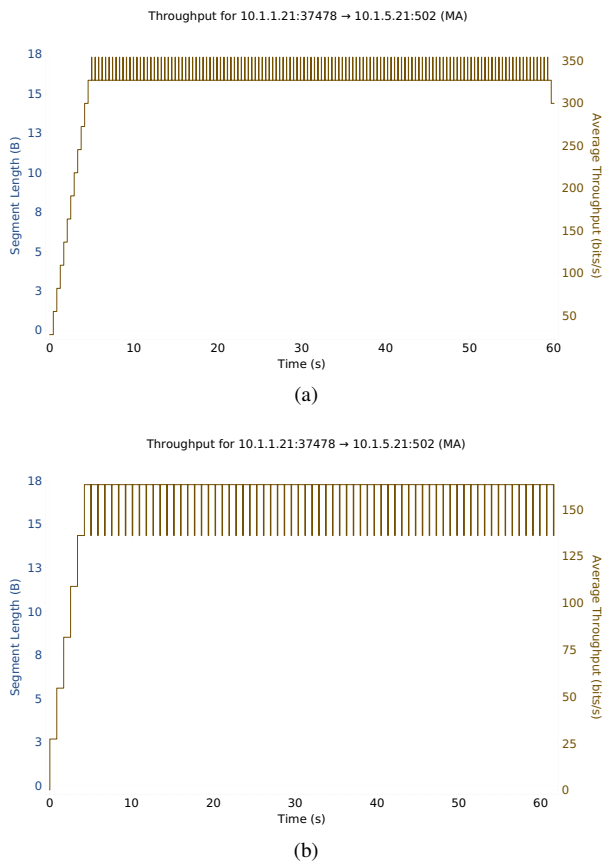 Throughput for 10.1.1.21:37478 → 10.1.5.21:502 (MA)
Segment Length (B)
18
15
13
10
8
5
3
0
350
300
250
200
150
100
50
Average Throughput (bits/s)
0 10 20 30 40 50 60
Time (s)
(a)
Throughput for 10.1.1.21:37478 → 10.1.5.21:502 (MA)
Segment Length (B)
18
15
13
10
8
5
3
0
150
125
100
75
50
25
0
Average Throughput (bits/s)
0 10 20 30 40 50 60
Time (s)
(b)